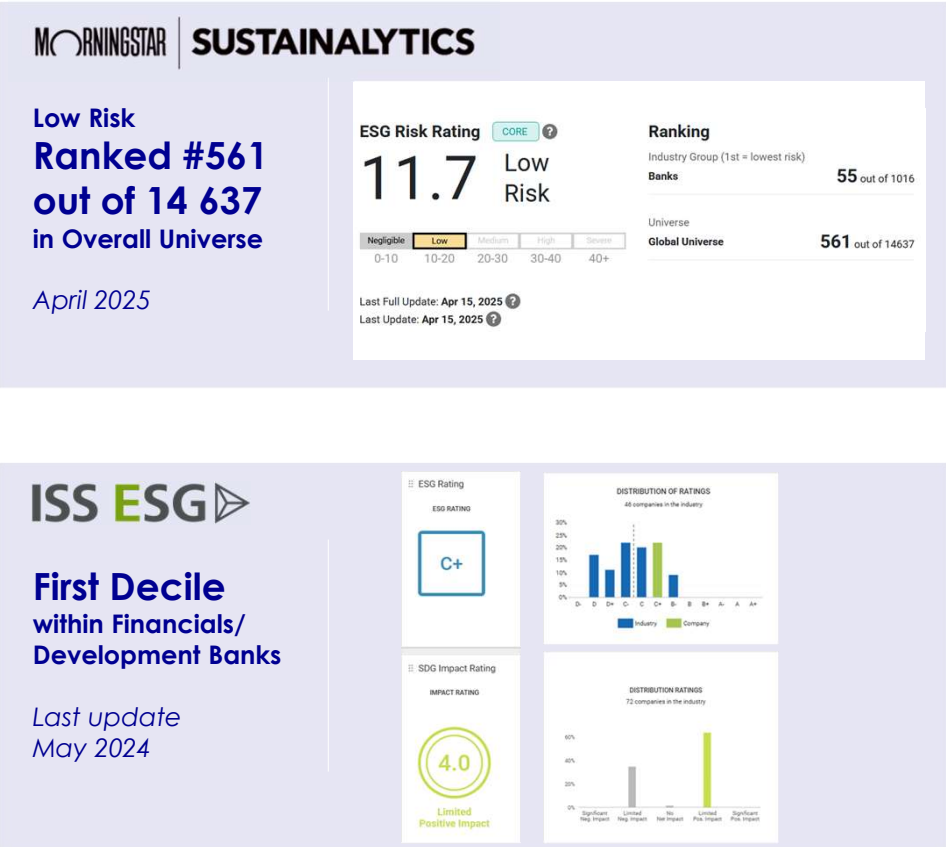 MORNINGSTAR | SUSTAINALYTICS
Low Risk
Ranked #561
out of 14 637
in Overall Universe
April 2025
ESG Risk Rating CORE ?
11.7 Low
Risk
Negligible Low Medium High Severe
0-10 10-20 20-30 30-40 40+
Last Full Update: Apr 15, 2025 ?
Last Update: Apr 15, 2025 ?
Ranking
Industry Group (1st = lowest risk)
Banks 55 out of 1016
Universe
Global Universe 561 out of 14637
ISS ESG
First Decile
within Financials/
Development Banks
Last update
May 2024
ESG Rating
ESG RATING
C+
DISTRIBUTION OF RATINGS
46 companies in the industry
30%
25%
20%
15%
10%
5%
0%
D- D D+ C- C C+ B- B B+ A- A A+
Industry Company
SDG Impact Rating
IMPACT RATING
4.0
Limited
Positive Impact
DISTRIBUTION RATINGS
72 companies in the industry
60%
40%
20%
0%
Significant Limited No Limited Significant
Neg. Impact Neg. Impact Net Impact Pos. Impact Pos. Impact